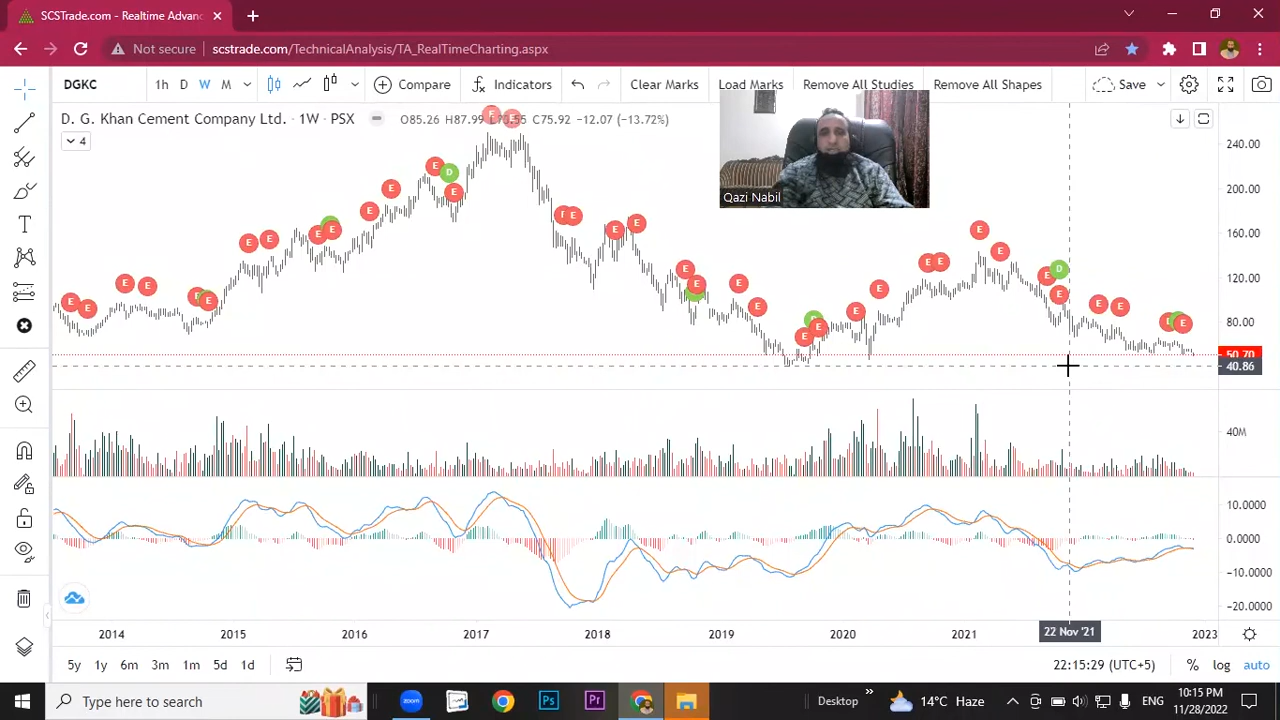 SCSTrade.com - Realtime Advanc
Not secure scstrade.com/TechnicalAnalysis/TA_RealTimeCharting.aspx
DGKC 1h D W M Compare Indicators Clear Marks Load Marks Remove All Studies Remove All Shapes Save
D. G. Khan Cement Company Ltd. · 1W · PSX O85.26 H87.99 C75.92 −12.07 (−13.72%)
4
E E
240.00
E D E E
200.00
Qazi Nabil
E E E E E E E E
160.00
E E E E E E D
120.00
E E E E E E E E E E E E
80.00
E E E E E
50.70
40.86
40M
10.0000
0.0000
−10.0000
−20.0000
2014 2015 2016 2017 2018 2019 2020 2021 22 Nov '21 2023
5y 1y 6m 3m 1m 5d 1d 22:15:29 (UTC+5) % log auto
Type here to search Ps Pr Desktop 14°C Haze ENG 10:15 PM
11/28/2022